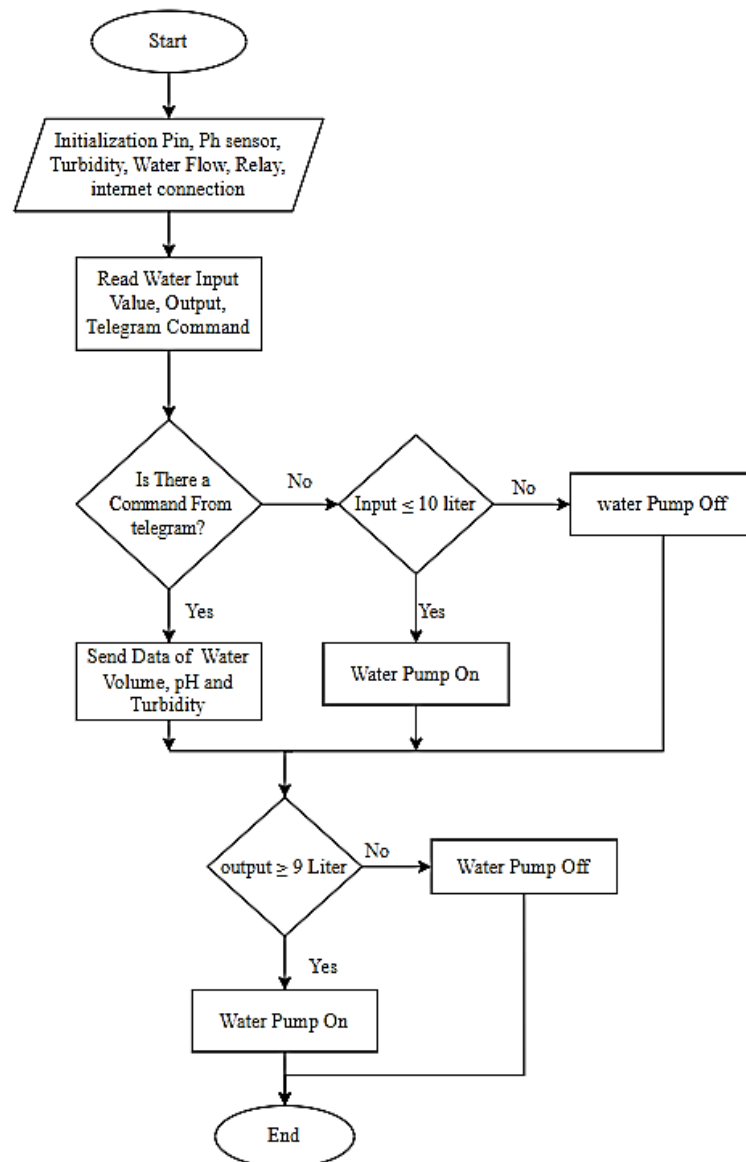 Start
Initialization Pin, Ph sensor,
Turbidity, Water Flow, Relay,
internet connection
Read Water Input
Value, Output,
Telegram Command
Is There a
Command From
telegram?
No
Input ≤ 10 liter
No
water Pump Off
Yes
Yes
Send Data of Water
Volume, pH and
Turbidity
Water Pump On
output ≥ 9 Liter
No
Water Pump Off
Yes
Water Pump On
End